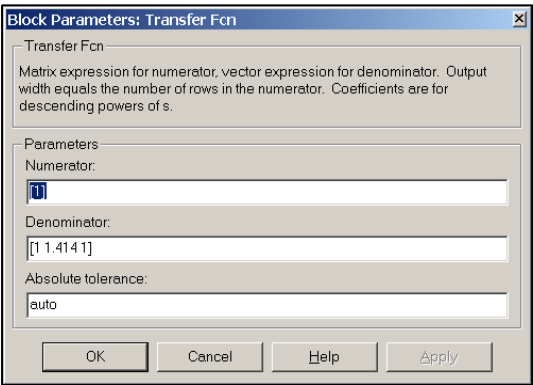 Block Parameters: Transfer Fcn
Transfer Fcn
Matrix expression for numerator, vector expression for denominator. Output
width equals the number of rows in the numerator. Coefficients are for
descending powers of s.
Parameters
Numerator:
[1]
Denominator:
[1 1.414 1]
Absolute tolerance:
auto
OK Cancel Help Apply